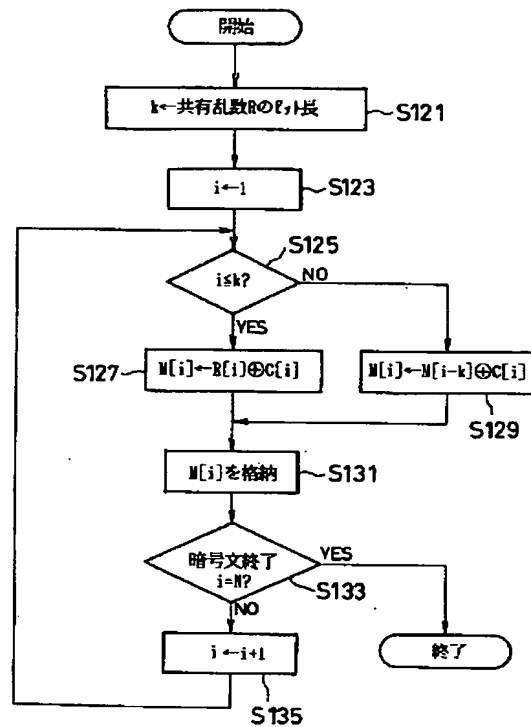 開始
k←共有乱数Rのビット長
S121
i←1
S123
S125
i≦k?
NO
YES
S127
M[i]←R[i]⊕C[i]
M[i]←M[i-k]⊕C[i]
S129
M[i]を格納
S131
暗号文終了
i=N?
YES
S133
NO
i←i+1
終了
S135